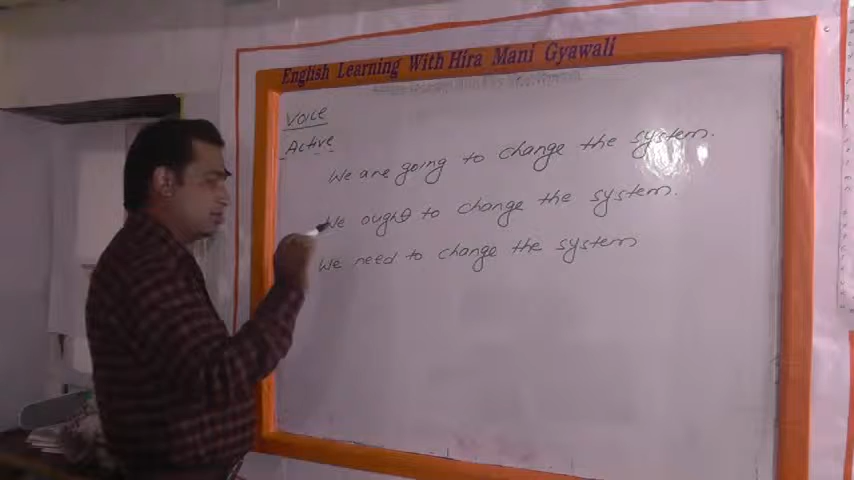 English Learning With Hira Mani Gyawali
Voice
Active
We are going to change the system.
We ought to change the system.
We need to change the system